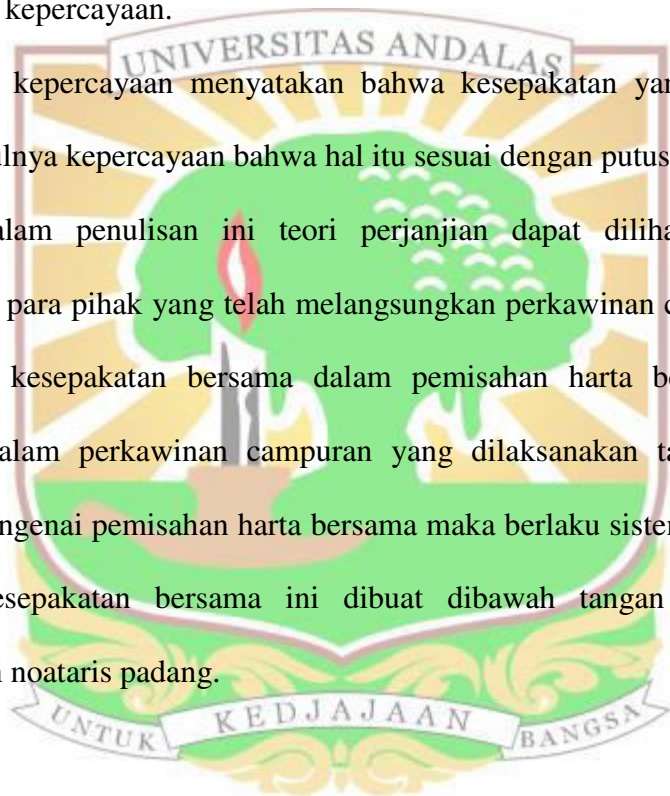 kepercayaan.
UNIVERSITAS ANDALAS
kepercayaan menyatakan bahwa kesepakatan yan
ulnya kepercayaan bahwa hal itu sesuai dengan putus
alam penulisan ini teori perjanjian dapat diliha
para pihak yang telah melangsungkan perkawinan
kesepakatan bersama dalam pemisahan harta be
alam perkawinan campuran yang dilaksanakan ta
ngenai pemisahan harta bersama maka berlaku sister
esepakatan bersama ini dibuat dibawah tangan
noataris padang.
UNTUK KEDJAJAAN BANGSA